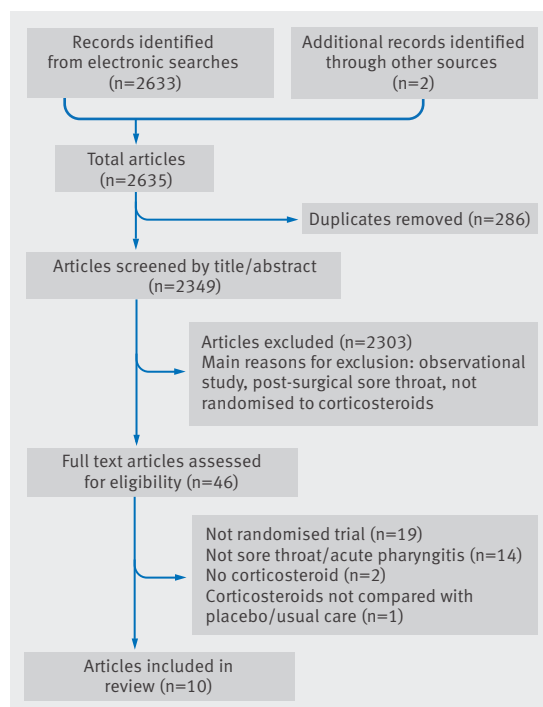 Records identified
from electronic searches
(n=2633)
Additional records identified
through other sources
(n=2)
Total articles
(n=2635)
Duplicates removed (n=286)
Articles screened by title/abstract
(n=2349)
Articles excluded (n=2303)
Main reasons for exclusion: observational
study, post-surgical sore throat, not
randomised to corticosteroids
Full text articles assessed
for eligibility (n=46)
Not randomised trial (n=19)
Not sore throat/acute pharyngitis (n=14)
No corticosteroid (n=2)
Corticosteroids not compared with
placebo/usual care (n=1)
Articles included in
review (n=10)